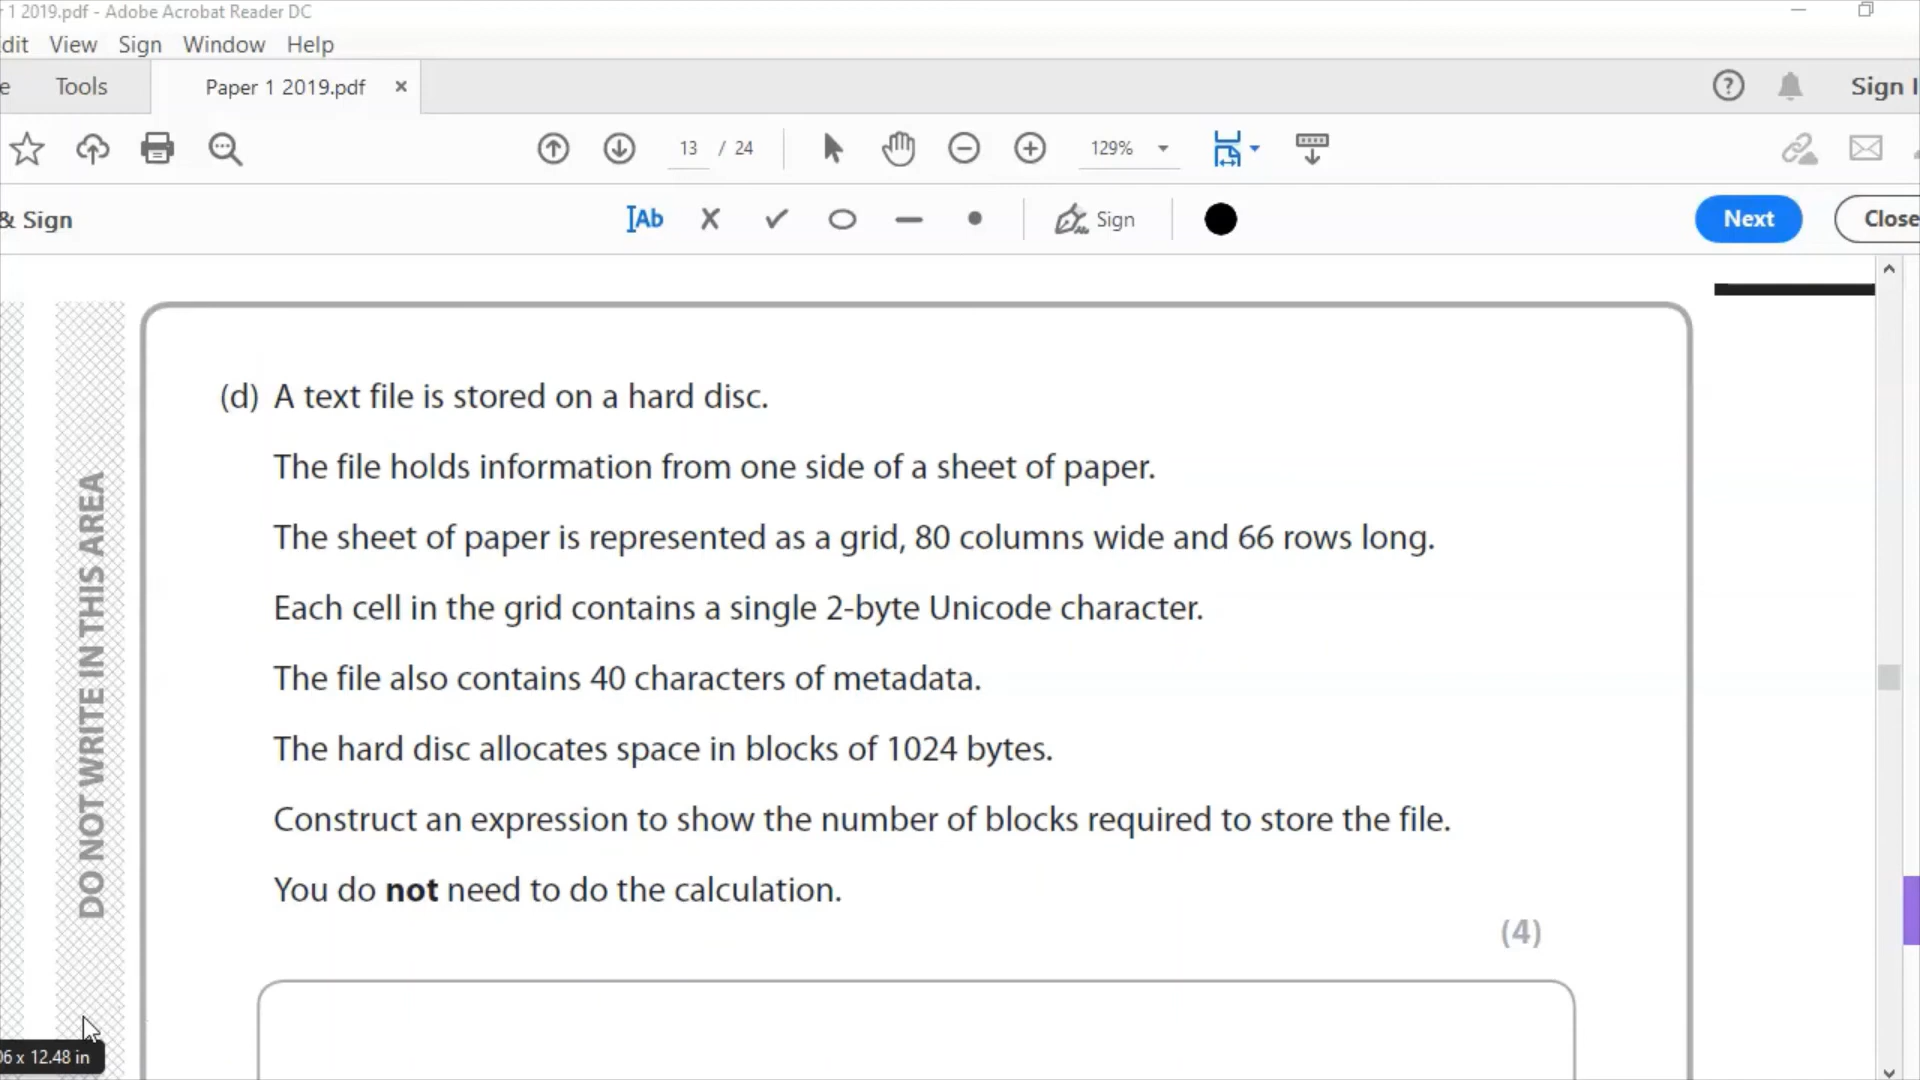 r 1 2019.pdf - Adobe Acrobat Reader DC
dit View Sign Window Help
e Tools Paper 1 2019.pdf ×
Sign I
13 / 24 129%
& Sign
Ab Sign Next Close
DO NOT WRITE IN THIS AREA
(d) A text file is stored on a hard disc.
The file holds information from one side of a sheet of paper.
The sheet of paper is represented as a grid, 80 columns wide and 66 rows long.
Each cell in the grid contains a single 2-byte Unicode character.
The file also contains 40 characters of metadata.
The hard disc allocates space in blocks of 1024 bytes.
Construct an expression to show the number of blocks required to store the file.
You do not need to do the calculation.
(4)
06 x 12.48 in